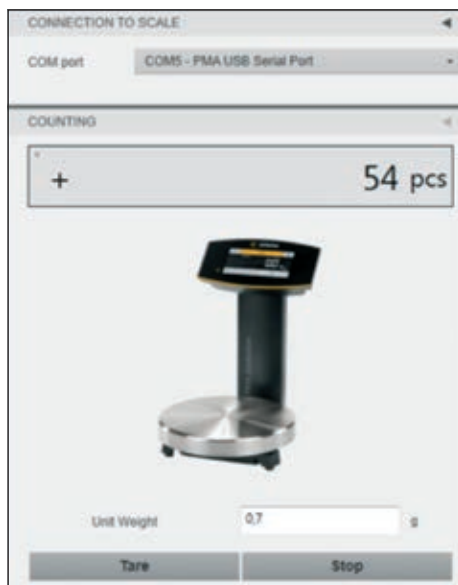 CONNECTION TO SCALE
COM port COM5 - PMA USB Serial Port
COUNTING
+ 54 pcs
Unit Weight 0,7 g
Tare Stop